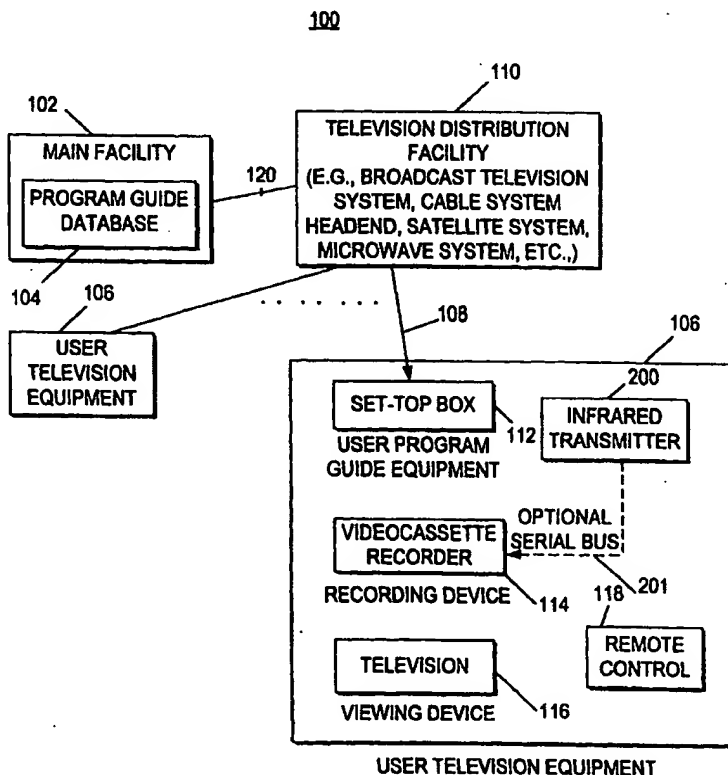 100
110
102
MAIN FACILITY
PROGRAM GUIDE
DATABASE
104
120
TELEVISION DISTRIBUTION
FACILITY
(E.G., BROADCAST TELEVISION
SYSTEM, CABLE SYSTEM
HEADEND, SATELLITE SYSTEM,
MICROWAVE SYSTEM, ETC.,)
106
USER
TELEVISION
EQUIPMENT
108
106
SET-TOP BOX
112
USER PROGRAM
GUIDE EQUIPMENT
200
INFRARED
TRANSMITTER
OPTIONAL
SERIAL BUS
201
VIDEOCASSETTE
RECORDER
RECORDING DEVICE
114
118
REMOTE
CONTROL
TELEVISION
VIEWING DEVICE
116
USER TELEVISION EQUIPMENT